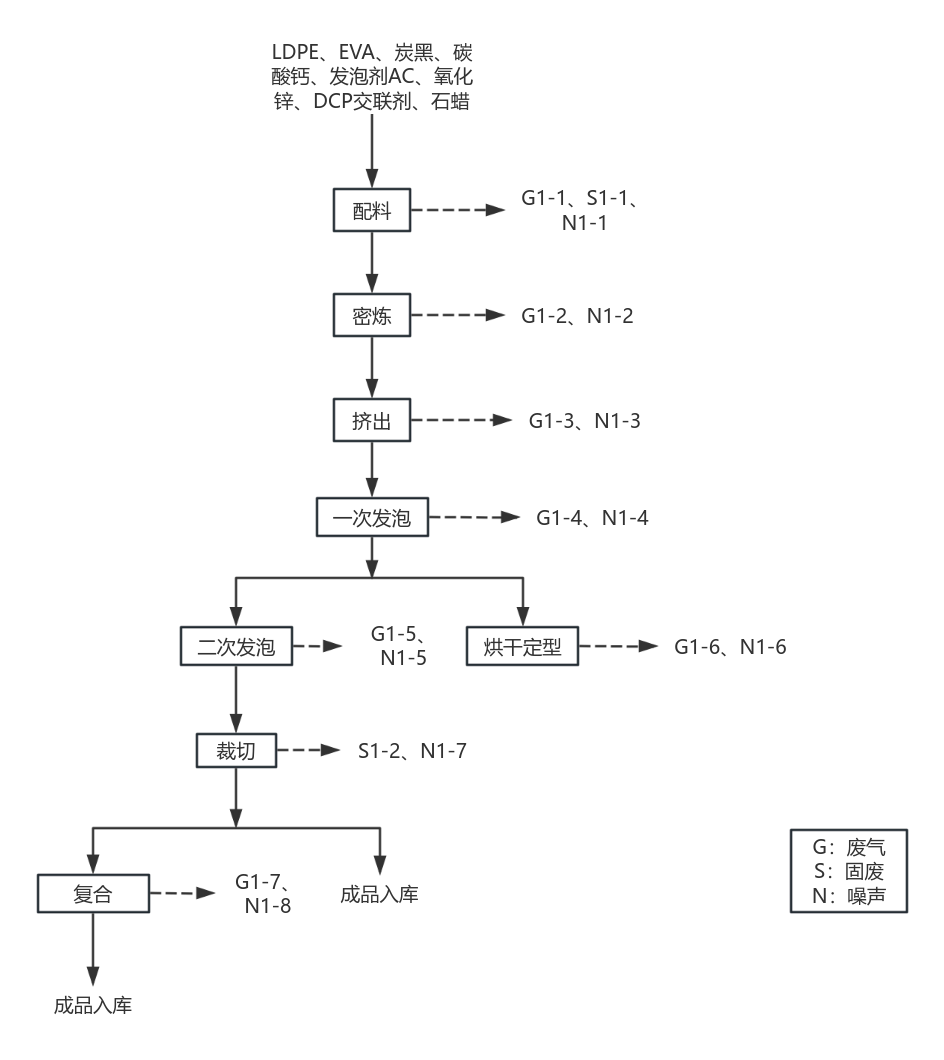 LDPE、EVA、炭黑、碳
酸钙、发泡剂AC、氧化
锌、DCP交联剂、石蜡
配料
G1-1、S1-1、
N1-1
密炼
G1-2、N1-2
挤出
G1-3、N1-3
一次发泡
G1-4、N1-4
二次发泡
G1-5、
N1-5
烘干定型
G1-6、N1-6
裁切
S1-2、N1-7
复合
G1-7、
N1-8
成品入库
成品入库
G：废气
S：固废
N：噪声